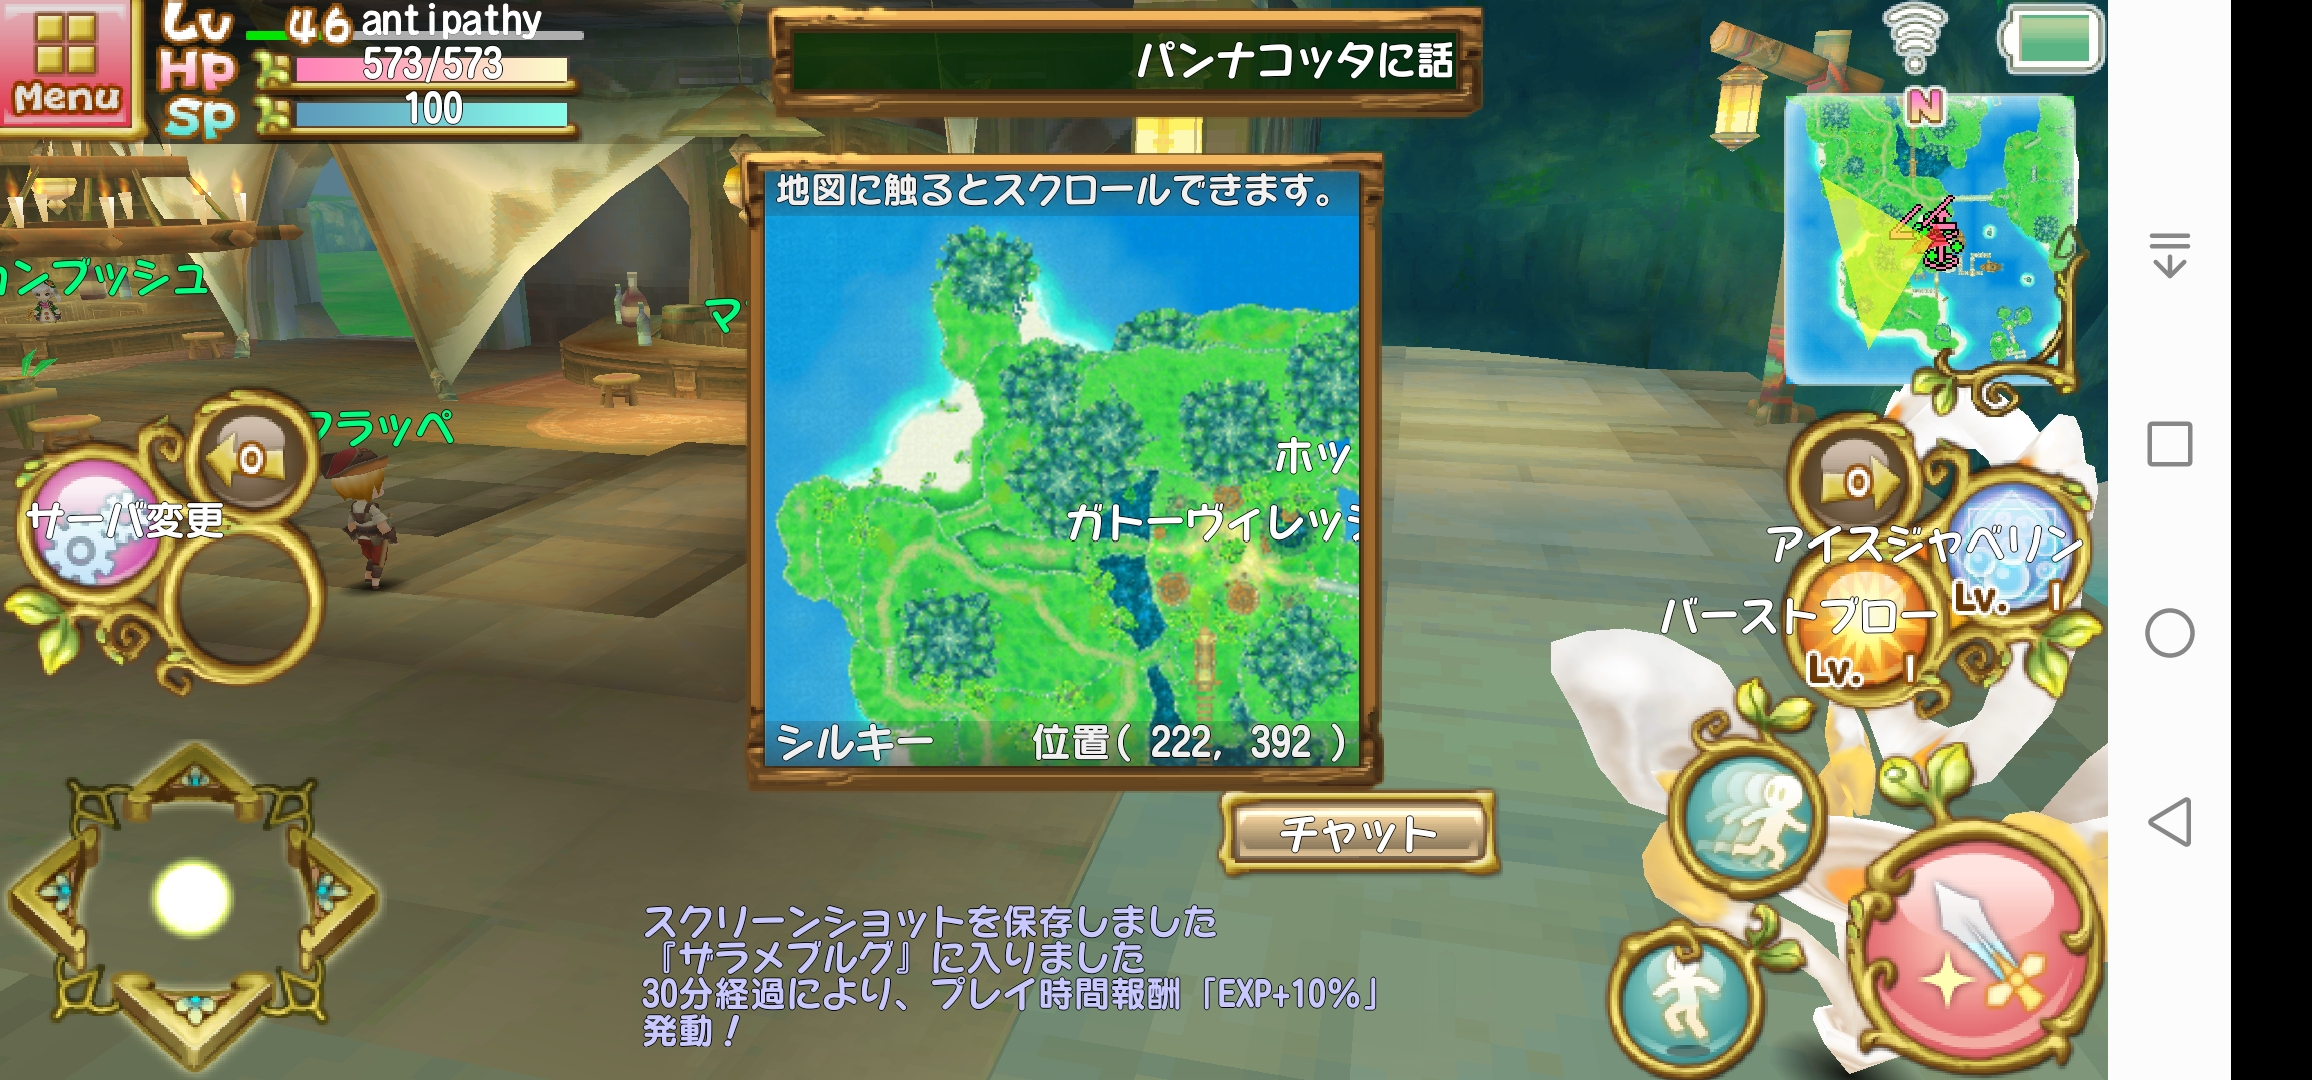 Menu
Lv 46 antipathy
HP 573/573
SP 100
パンナコッタに話
N
地図に触るとスクロールできます。
カンブッシュ
マ
フラッペ
ホッ
ガトーヴィレッジ
0
サーバ変更
0
アイスジャベリン
Lv. 1
バーストブロー
Lv. 1
シルキー 位置( 222, 392 )
チャット
スクリーンショットを保存しました
『ザラメブルグ』に入りました
30分経過により、プレイ時間報酬「EXP+10%」
発動！